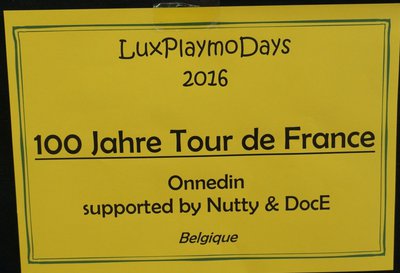 LuxPlaymoDays
2016
100 Jahre Tour de France
Onnedin
supported by Nutty & DocE
Belgique